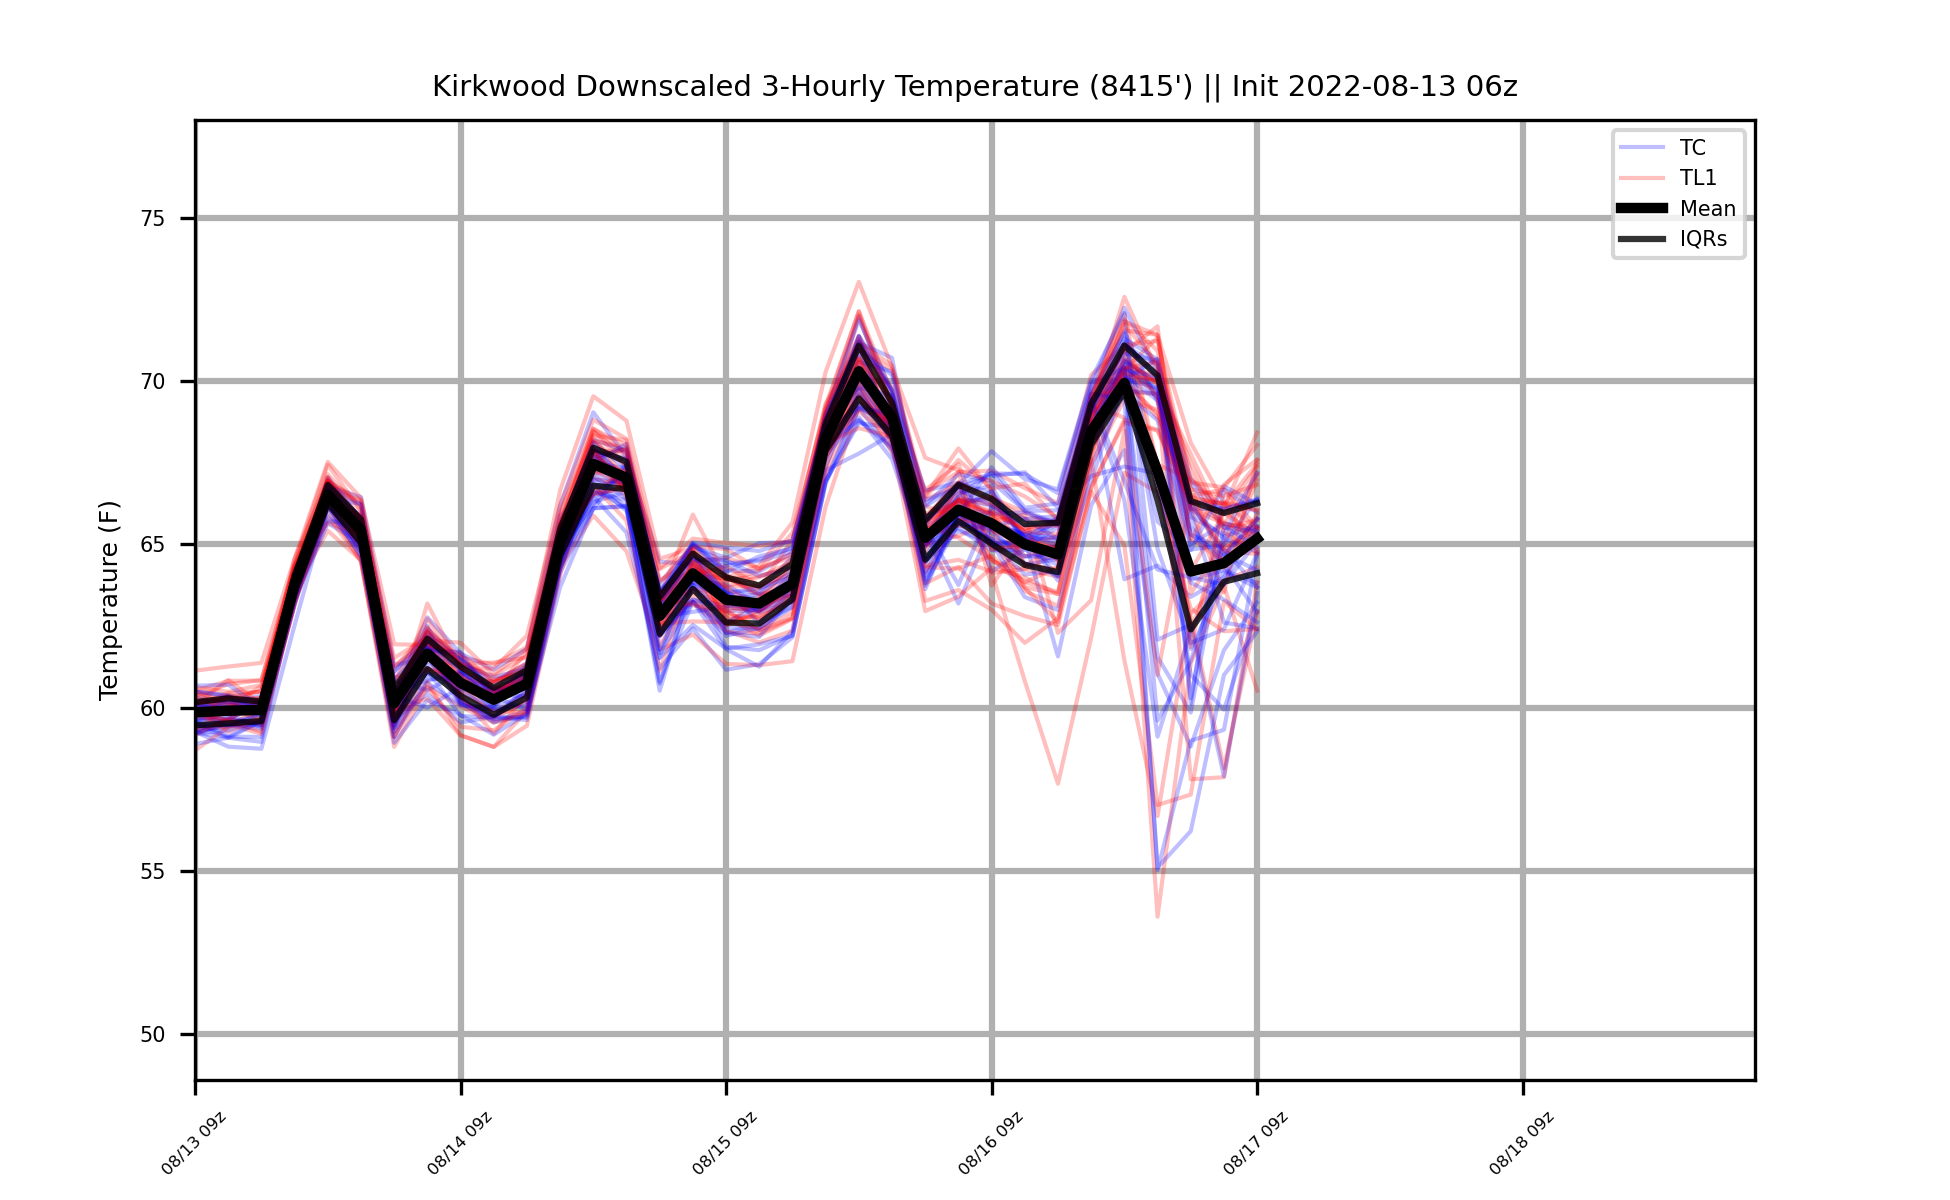 Kirkwood Downscaled 3-Hourly Temperature (8415') || Init 2022-08-13 06z
TC
TL1
Mean
IQRs
Temperature (F)
75
70
65
60
55
50
08/13 09z
08/14 09z
08/15 09z
08/16 09z
08/17 09z
08/18 09z